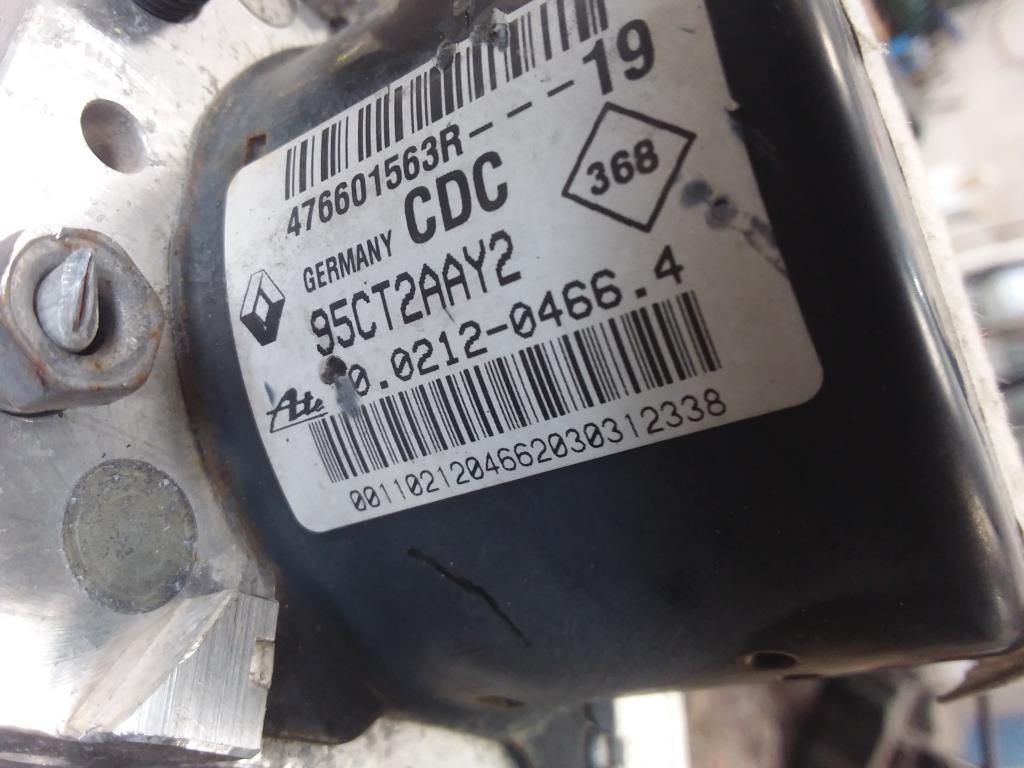 476601563R---19
GERMANY CDC
368
95CT2AAY2
0.0212-0466.4
Ate
0011021204662030312338